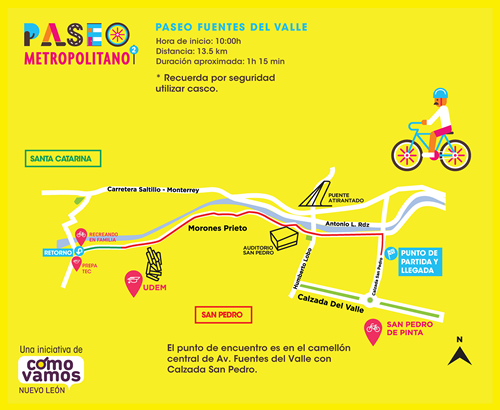 PASEO
METROPOLITANO
2
PASEO FUENTES DEL VALLE
Hora de inicio: 10:00h
Distancia: 13.5 km
Duración aproximada: 1h 15 min
* Recuerda por seguridad
utilizar casco.
SANTA CATARINA
Carretera Saltillo - Monterrey
PUENTE
ATIRANTADO
RECREANDO
EN FAMILIA
Morones Prieto
Antonio L. Rdz
RETORNO
AUDITORIO
SAN PEDRO
PUNTO DE
PARTIDA Y
LLEGADA
PREPA
TEC
UDEM
Humberto Lobo
Calzada San Pedro
Calzada Del Valle
SAN PEDRO
SAN PEDRO
DE PINTA
N
Una iniciativa de
CÓMO
VAMOS
NUEVO LEÓN
El punto de encuentro es en el camellón
central de Av. Fuentes del Valle con
Calzada San Pedro.